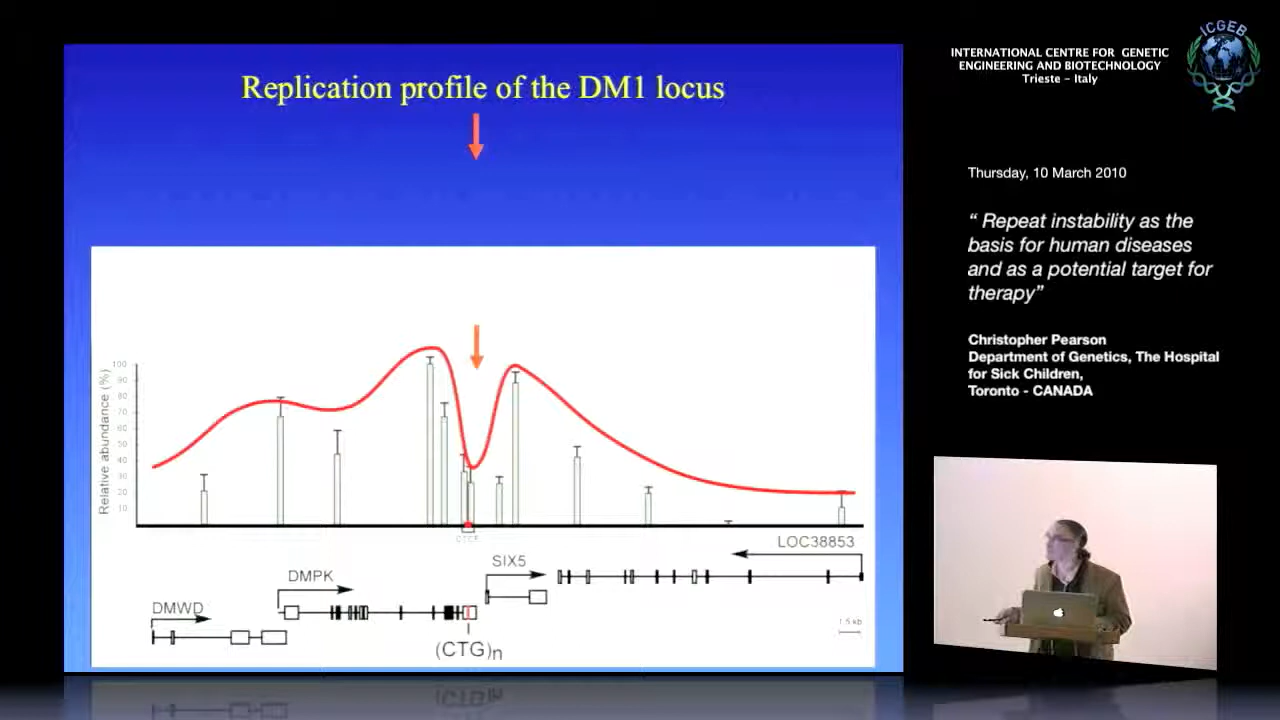 Replication profile of the DM1 locus
Relative abundance (%)
100
90
80
70
60
50
40
30
20
10
CTCF
LOC38853
SIX5
DMPK
DMWD
1.5 kb
(CTG)n
ICGEB
INTERNATIONAL CENTRE FOR GENETIC
ENGINEERING AND BIOTECHNOLOGY
Trieste - Italy
Thursday, 10 March 2010
“ Repeat instability as the
basis for human diseases
and as a potential target for
therapy”
Christopher Pearson
Department of Genetics, The Hospital
for Sick Children,
Toronto - CANADA